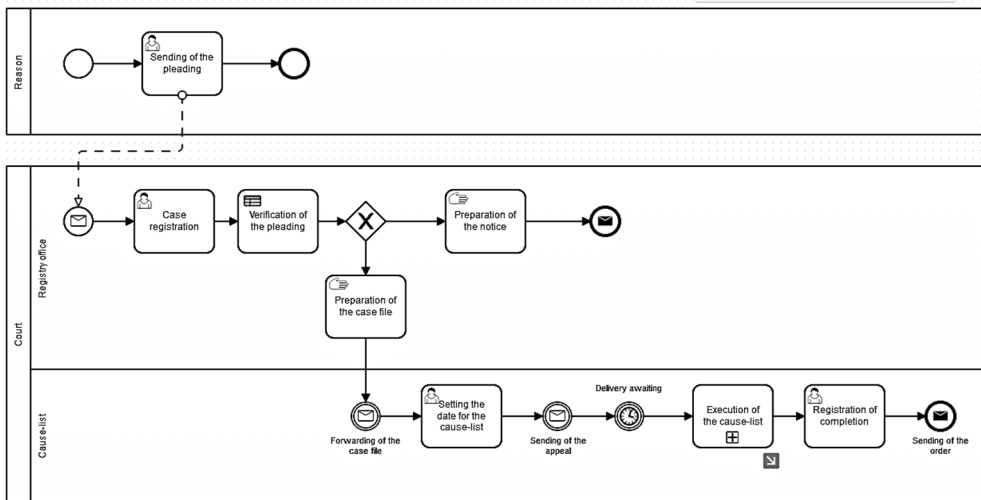 Reason
Sending of the
pleading
Court
Registry office
Case
registration
Verification of
the pleading
Preparation of
the notice
Preparation of
the case file
Cause-list
Forwarding of the
case file
Setting the
date for the
cause-list
Sending of the
appeal
Delivery awaiting
Execution of
the cause-list
Registration of
completion
Sending of the
order